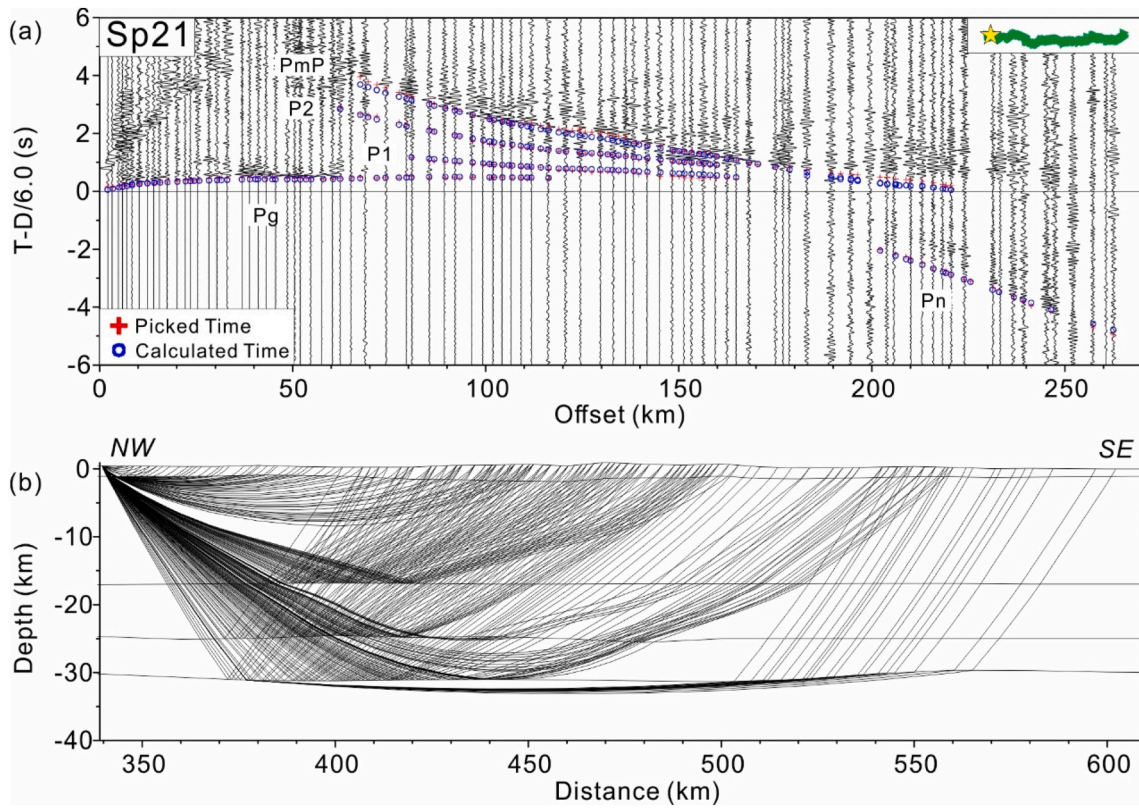 (a)
Sp21
6
4
2
0
-2
-4
-6
T-D/6.0 (s)
PmP
P2
P1
Pg
Pn
Picked Time
Calculated Time
0 50 100 150 200 250
Offset (km)
NW SE
(b)
0
-10
-20
-30
-40
Depth (km)
350 400 450 500 550 600
Distance (km)